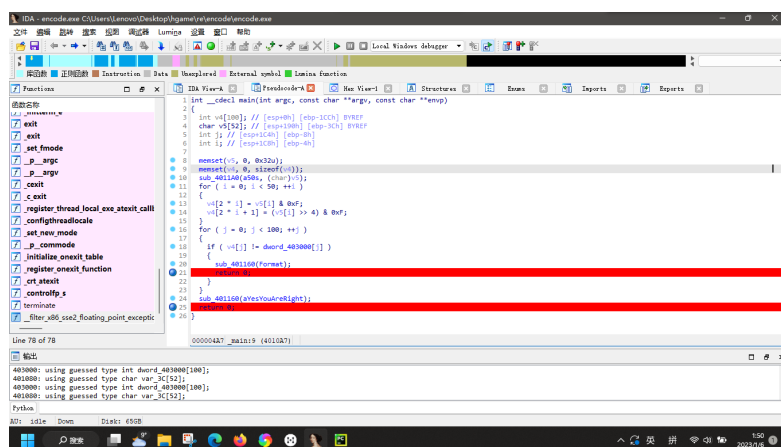 IDA - encode.exe C:\Users\Lenovo\Desktop\hgame\re\encode\encode.exe
文件 编辑 跳转 搜索 视图 调试器 Lumina 设置 窗口 帮助
Local Windows debugger
库函数 正则函数 Instruction Data Unexplored External symbol Lumina function
Functions
IDA View-A Pseudocode-A Hex View-1 Structures Enums Imports Exports
函数名称
_initterm_e
exit
_exit
_set_fmode
__p___argc
__p___argv
_cexit
_c_exit
_register_thread_local_exe_atexit_call
_configthreadlocale
_set_new_mode
__p__commode
_initialize_onexit_table
_register_onexit_function
_crt_atexit
_controlfp_s
terminate
__filter_x86_sse2_floating_point_exceptic
Line 78 of 78
1 int __cdecl main(int argc, const char **argv, const char **envp)
2 {
3 int v4[100]; // [esp+0h] [ebp-1CCh] BYREF
4 char v5[52]; // [esp+190h] [ebp-3Ch] BYREF
5 int j; // [esp+1C4h] [ebp-8h]
6 int i; // [esp+1C8h] [ebp-4h]
7
8 memset(v5, 0, 0x32u);
9 memset(v4, 0, sizeof(v4));
10 sub_4011A0(a50s, (char)v5);
11 for ( i = 0; i < 50; ++i )
12 {
13 v4[2 * i] = v5[i] & 0xF;
14 v4[2 * i + 1] = (v5[i] >> 4) & 0xF;
15 }
16 for ( j = 0; j < 100; ++j )
17 {
18 if ( v4[j] != dword_403000[j] )
19 {
20 sub_401160(Format);
21 return 0;
22 }
23 }
24 sub_401160(aYesYouAreRight);
25 return 0;
26 }
000004A7 _main:9 (4010A7)
输出
403000: using guessed type int dword_403000[100];
401080: using guessed type char var_3C[52];
403000: using guessed type int dword_403000[100];
401080: using guessed type char var_3C[52];
Python
AU: idle Down Disk: 65GB
搜索
英 拼
1:50
2023/1/6